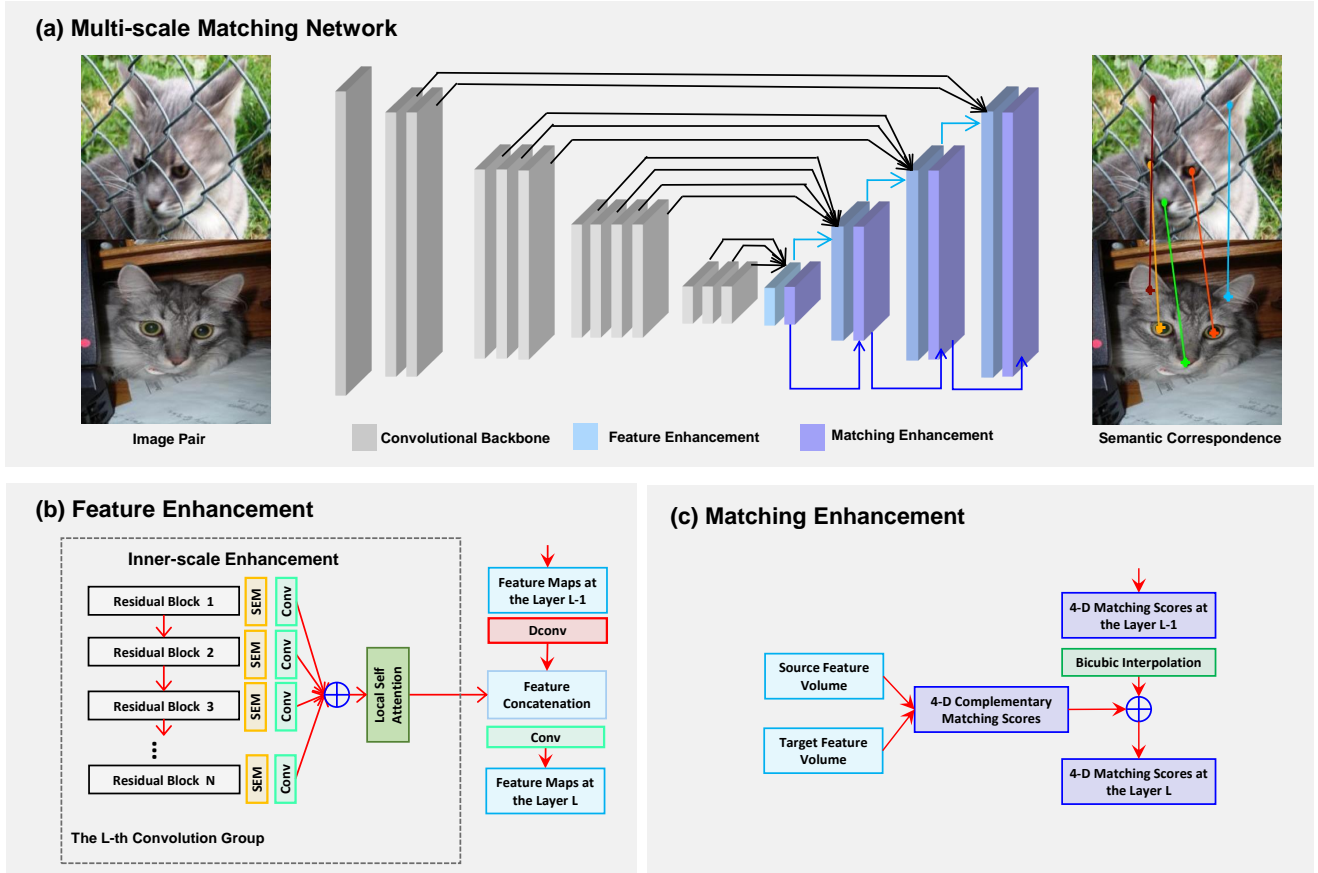 (a) Multi-scale Matching Network
Image Pair
Convolutional Backbone
Feature Enhancement
Matching Enhancement
Semantic Correspondence
(b) Feature Enhancement
Inner-scale Enhancement
Residual Block 1
SEM
Conv
Residual Block 2
SEM
Conv
Residual Block 3
SEM
Conv
Residual Block N
SEM
Conv
Local Self
Attention
The L-th Convolution Group
Feature Maps at
the Layer L-1
Dconv
Feature
Concatenation
Conv
Feature Maps at
the Layer L
(c) Matching Enhancement
Source Feature
Volume
Target Feature
Volume
4-D Complementary
Matching Scores
4-D Matching Scores at
the Layer L-1
Bicubic Interpolation
4-D Matching Scores at
the Layer L